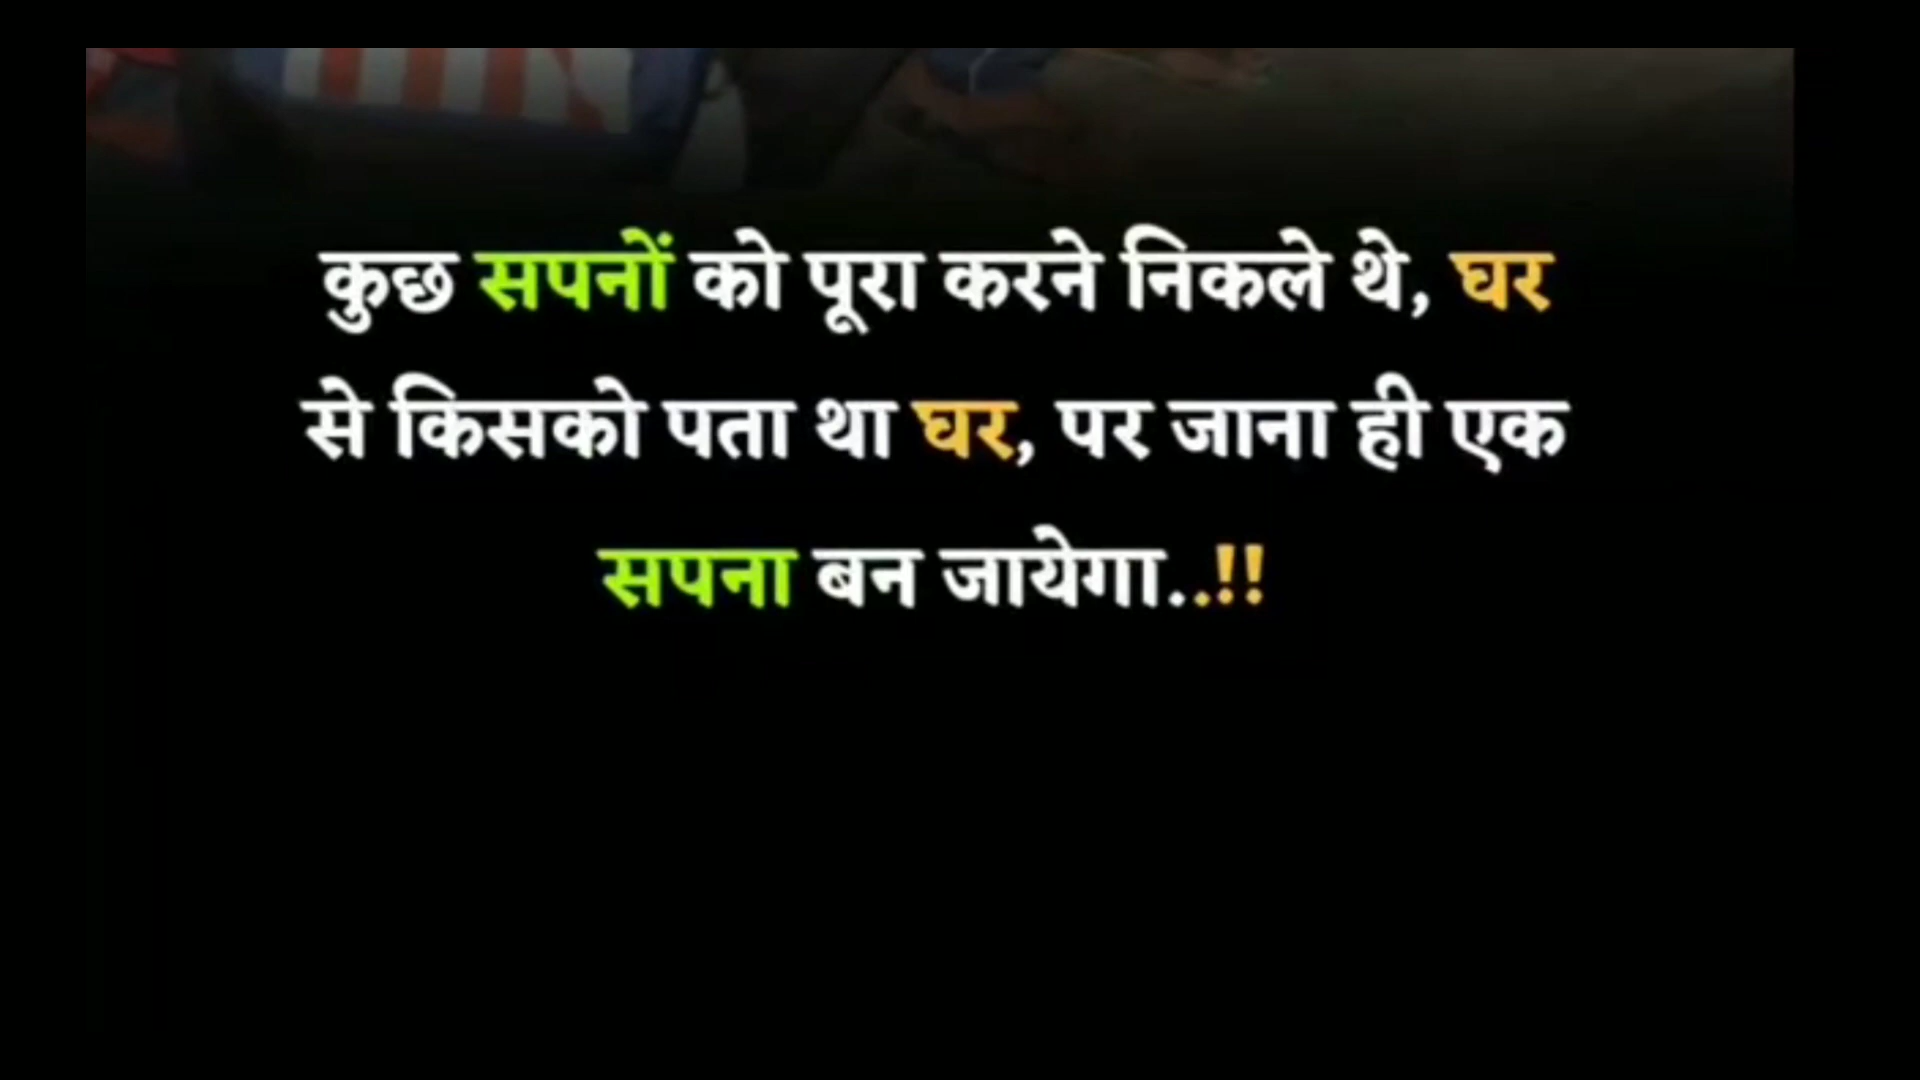 कुछ सपनों को पूरा करने निकले थे, घर
से किसको पता था घर, पर जाना ही एक
सपना बन जायेगा..!!